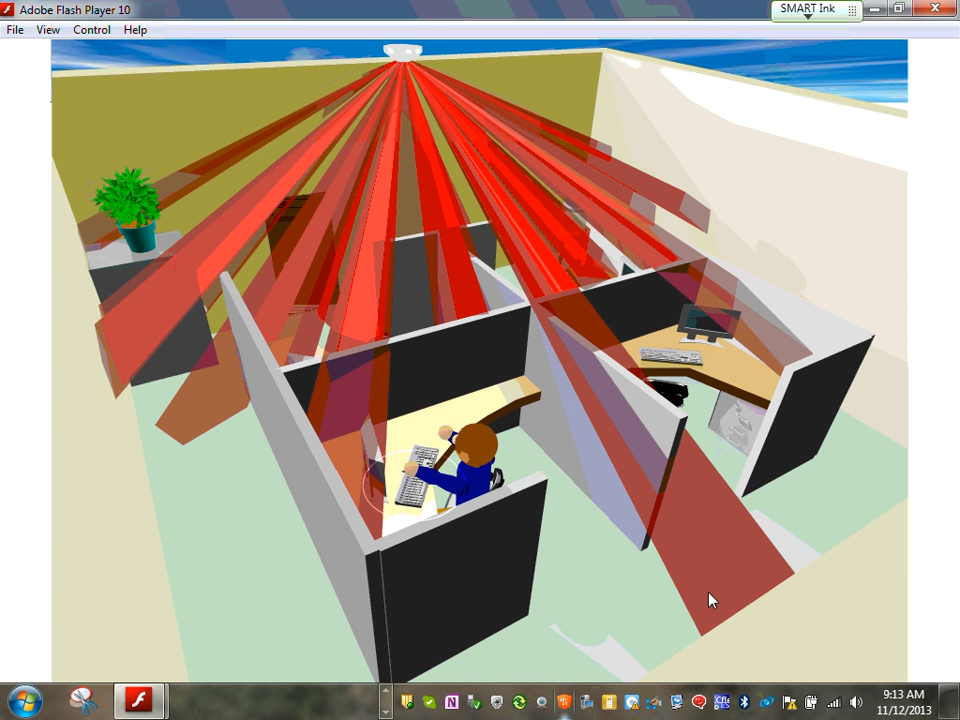 Adobe Flash Player 10
SMART Ink
File View Control Help
9:13 AM
11/12/2013